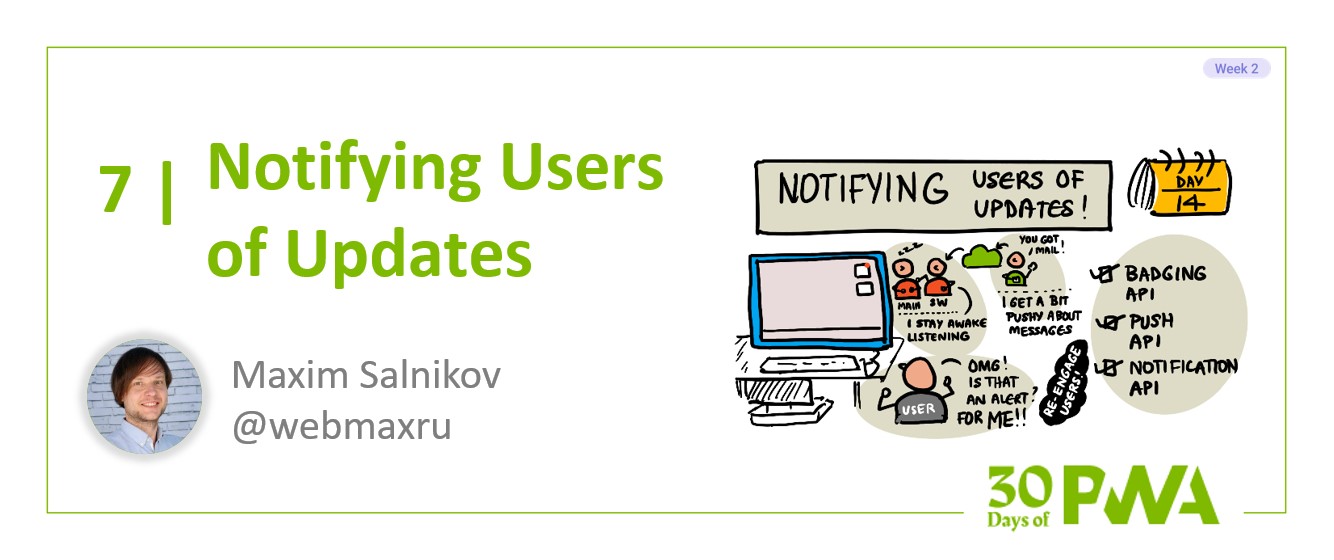 Week 2
7 | Notifying Users
of Updates
Maxim Salnikov
@webmaxru
NOTIFYING USERS OF
UPDATES!
DAY
14
zzz
MAIN SW
I STAY AWAKE
LISTENING
YOU GOT
MAIL!
I GET A BIT
PUSHY ABOUT
MESSAGES
BADGING
API
PUSH
API
NOTIFICATION
API
OMG!
IS THAT
AN ALERT
FOR ME?!!
USER
RE-ENGAGE
USERS!
30
Days of
PWA